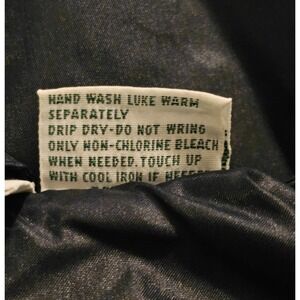 HAND WASH LUKE WARM
SEPARATELY
DRIP DRY-DO NOT WRING
ONLY NON-CHLORINE BLEACH
WHEN NEEDED.TOUCH UP
WITH COOL IRON IF NEEDED